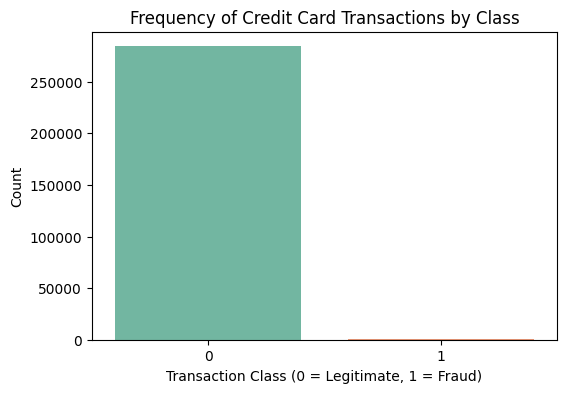 Frequency of Credit Card Transactions by Class
Count
250000
200000
150000
100000
50000
0
0
1
Transaction Class (0 = Legitimate, 1 = Fraud)